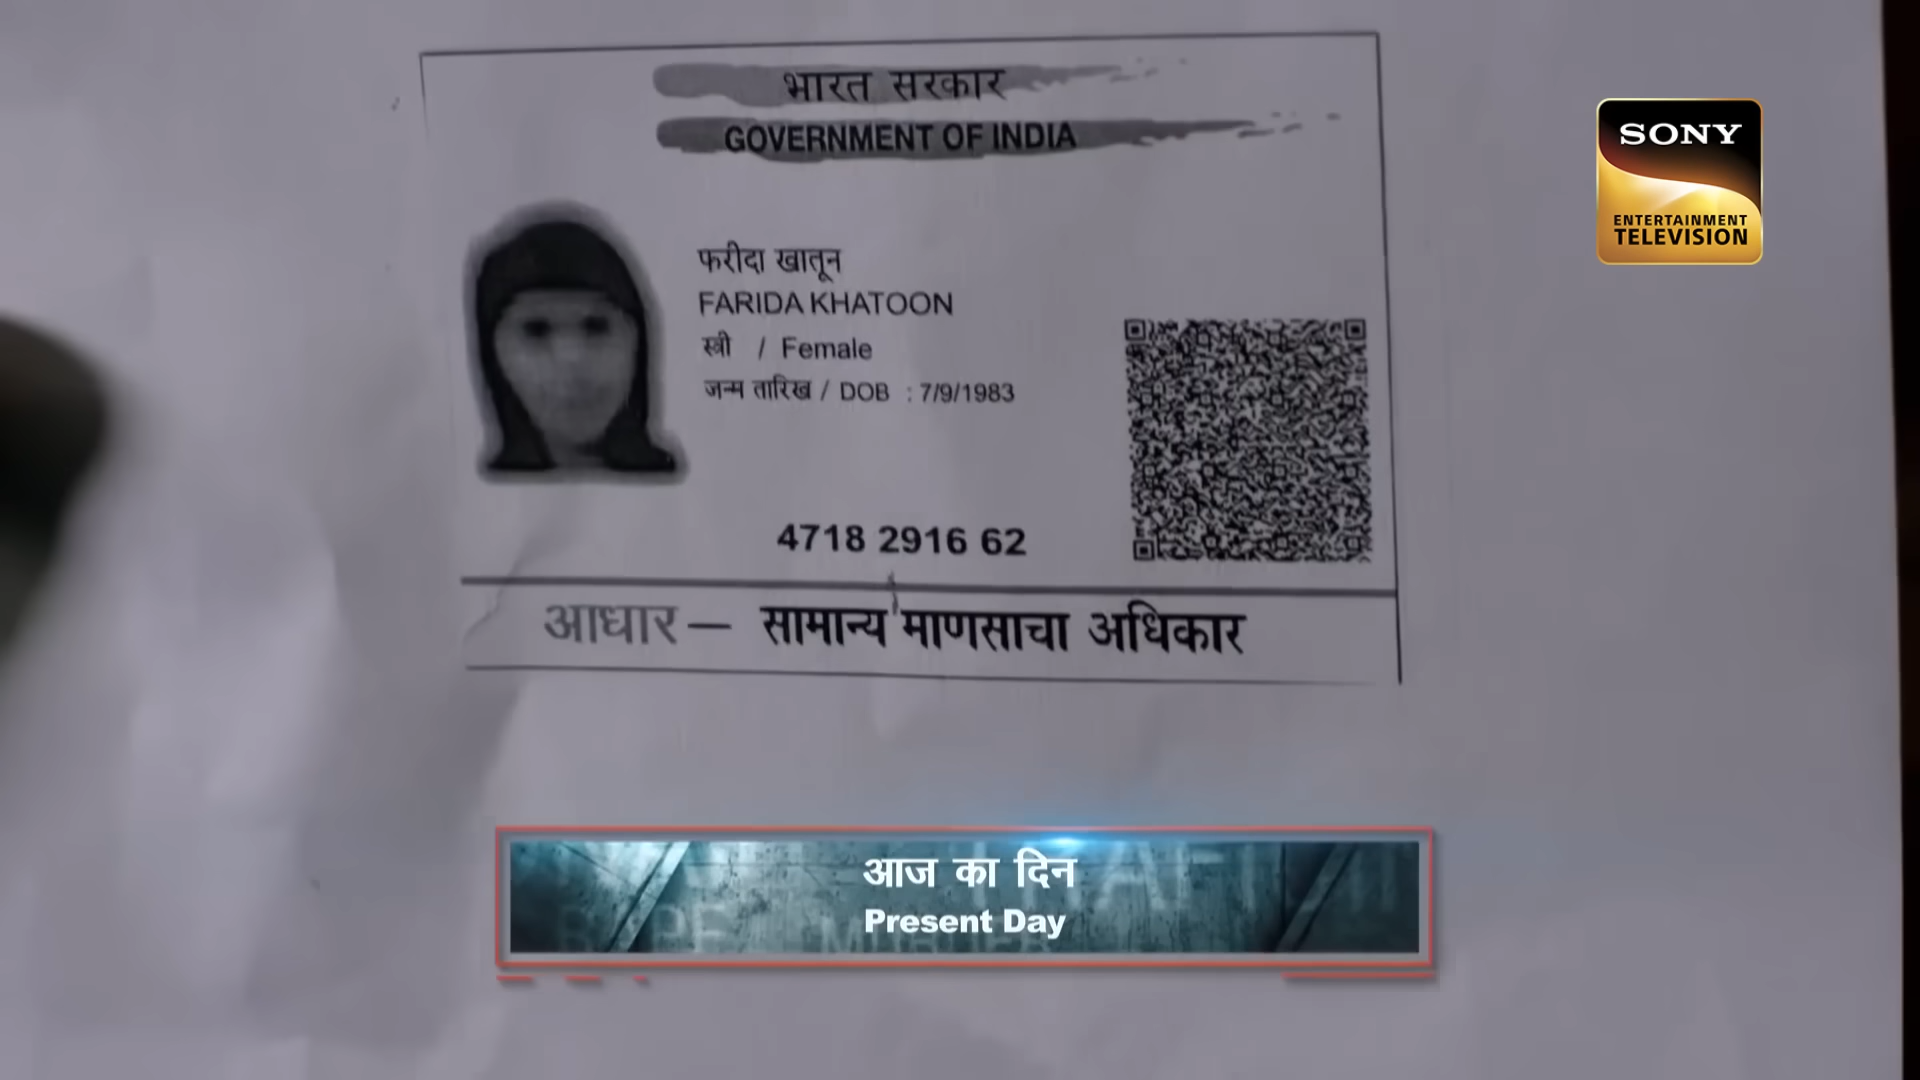 भारत सरकार
GOVERNMENT OF INDIA
SONY
ENTERTAINMENT
TELEVISION
फरीदा खातून
FARIDA KHATOON
स्त्री / Female
जन्म तारिख / DOB : 7/9/1983
4718 2916 62
आधार — सामान्य माणसाचा अधिकार
आज का दिन
Present Day